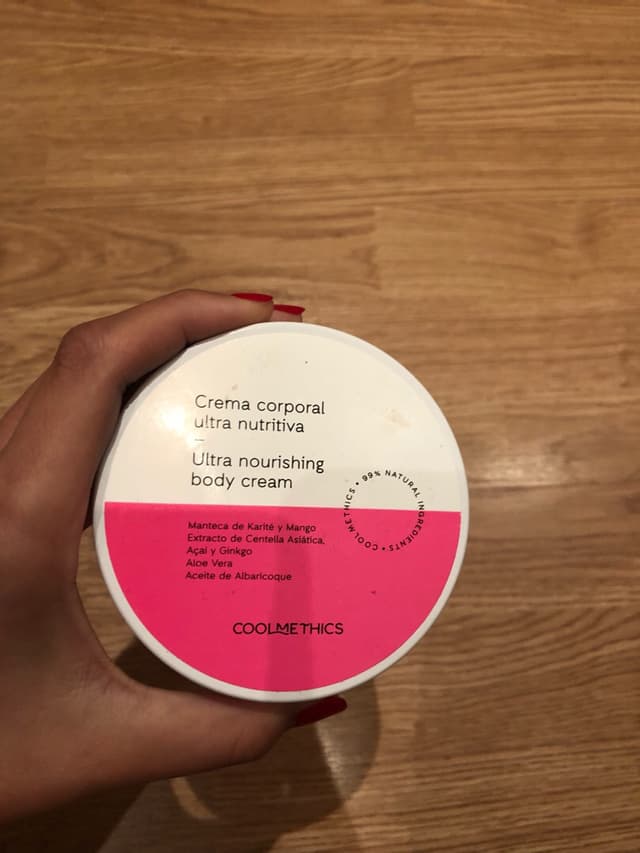 Crema corporal
ultra nutritiva
Ultra nourishing
body cream
99% NATURAL INGREDIENTS • COOLMETHICS •
Manteca de Karité y Mango
Extracto de Centella Asiática,
Açaí y Ginkgo
Aloe Vera
Aceite de Albaricoque
COOLMETHICS